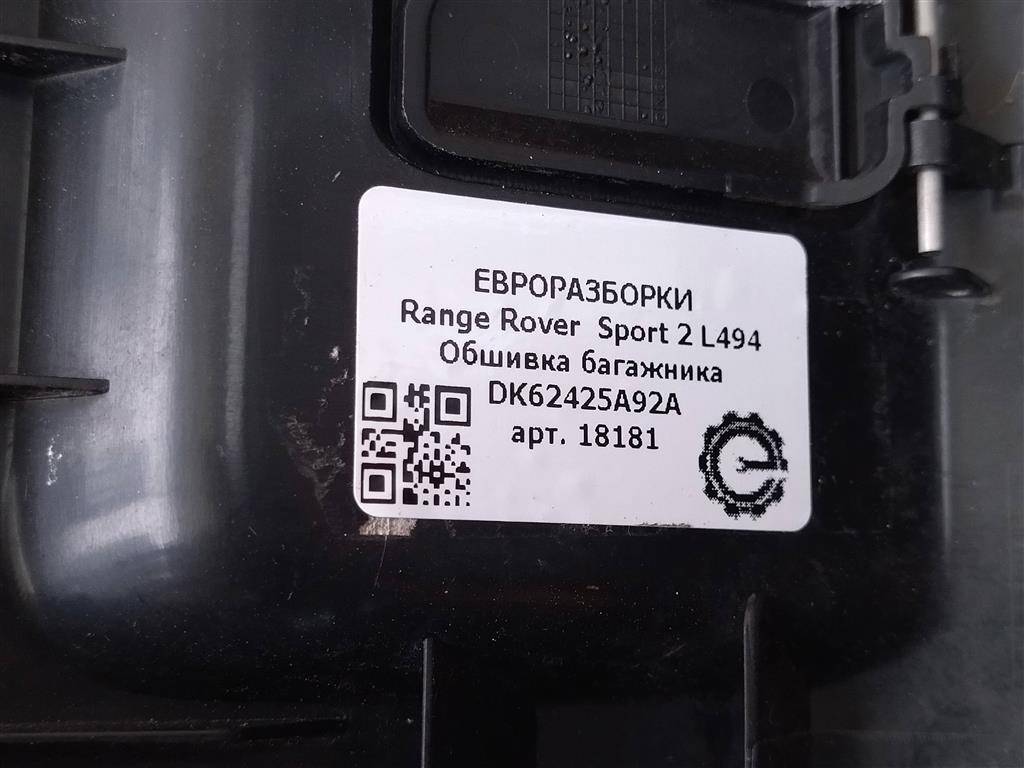 ЕВРОРАЗБОРКИ
Range Rover Sport 2 L494
Обшивка багажника
DK62425A92A
арт. 18181